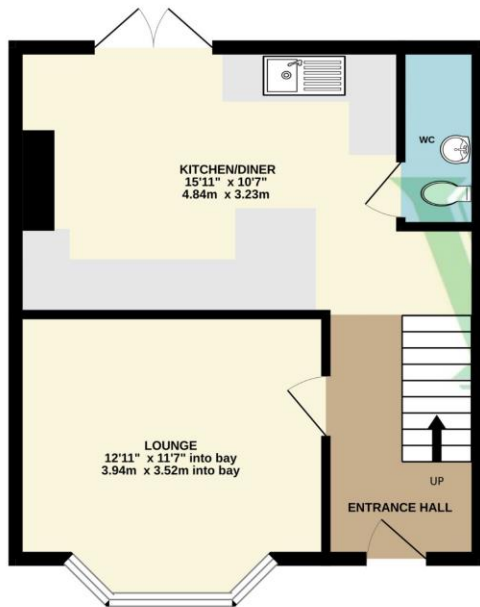 WC
KITCHEN/DINER
15'11" x 10'7"
4.84m x 3.23m
LOUNGE
12'11" x 11'7" into bay
3.94m x 3.52m into bay
UP
ENTRANCE HALL